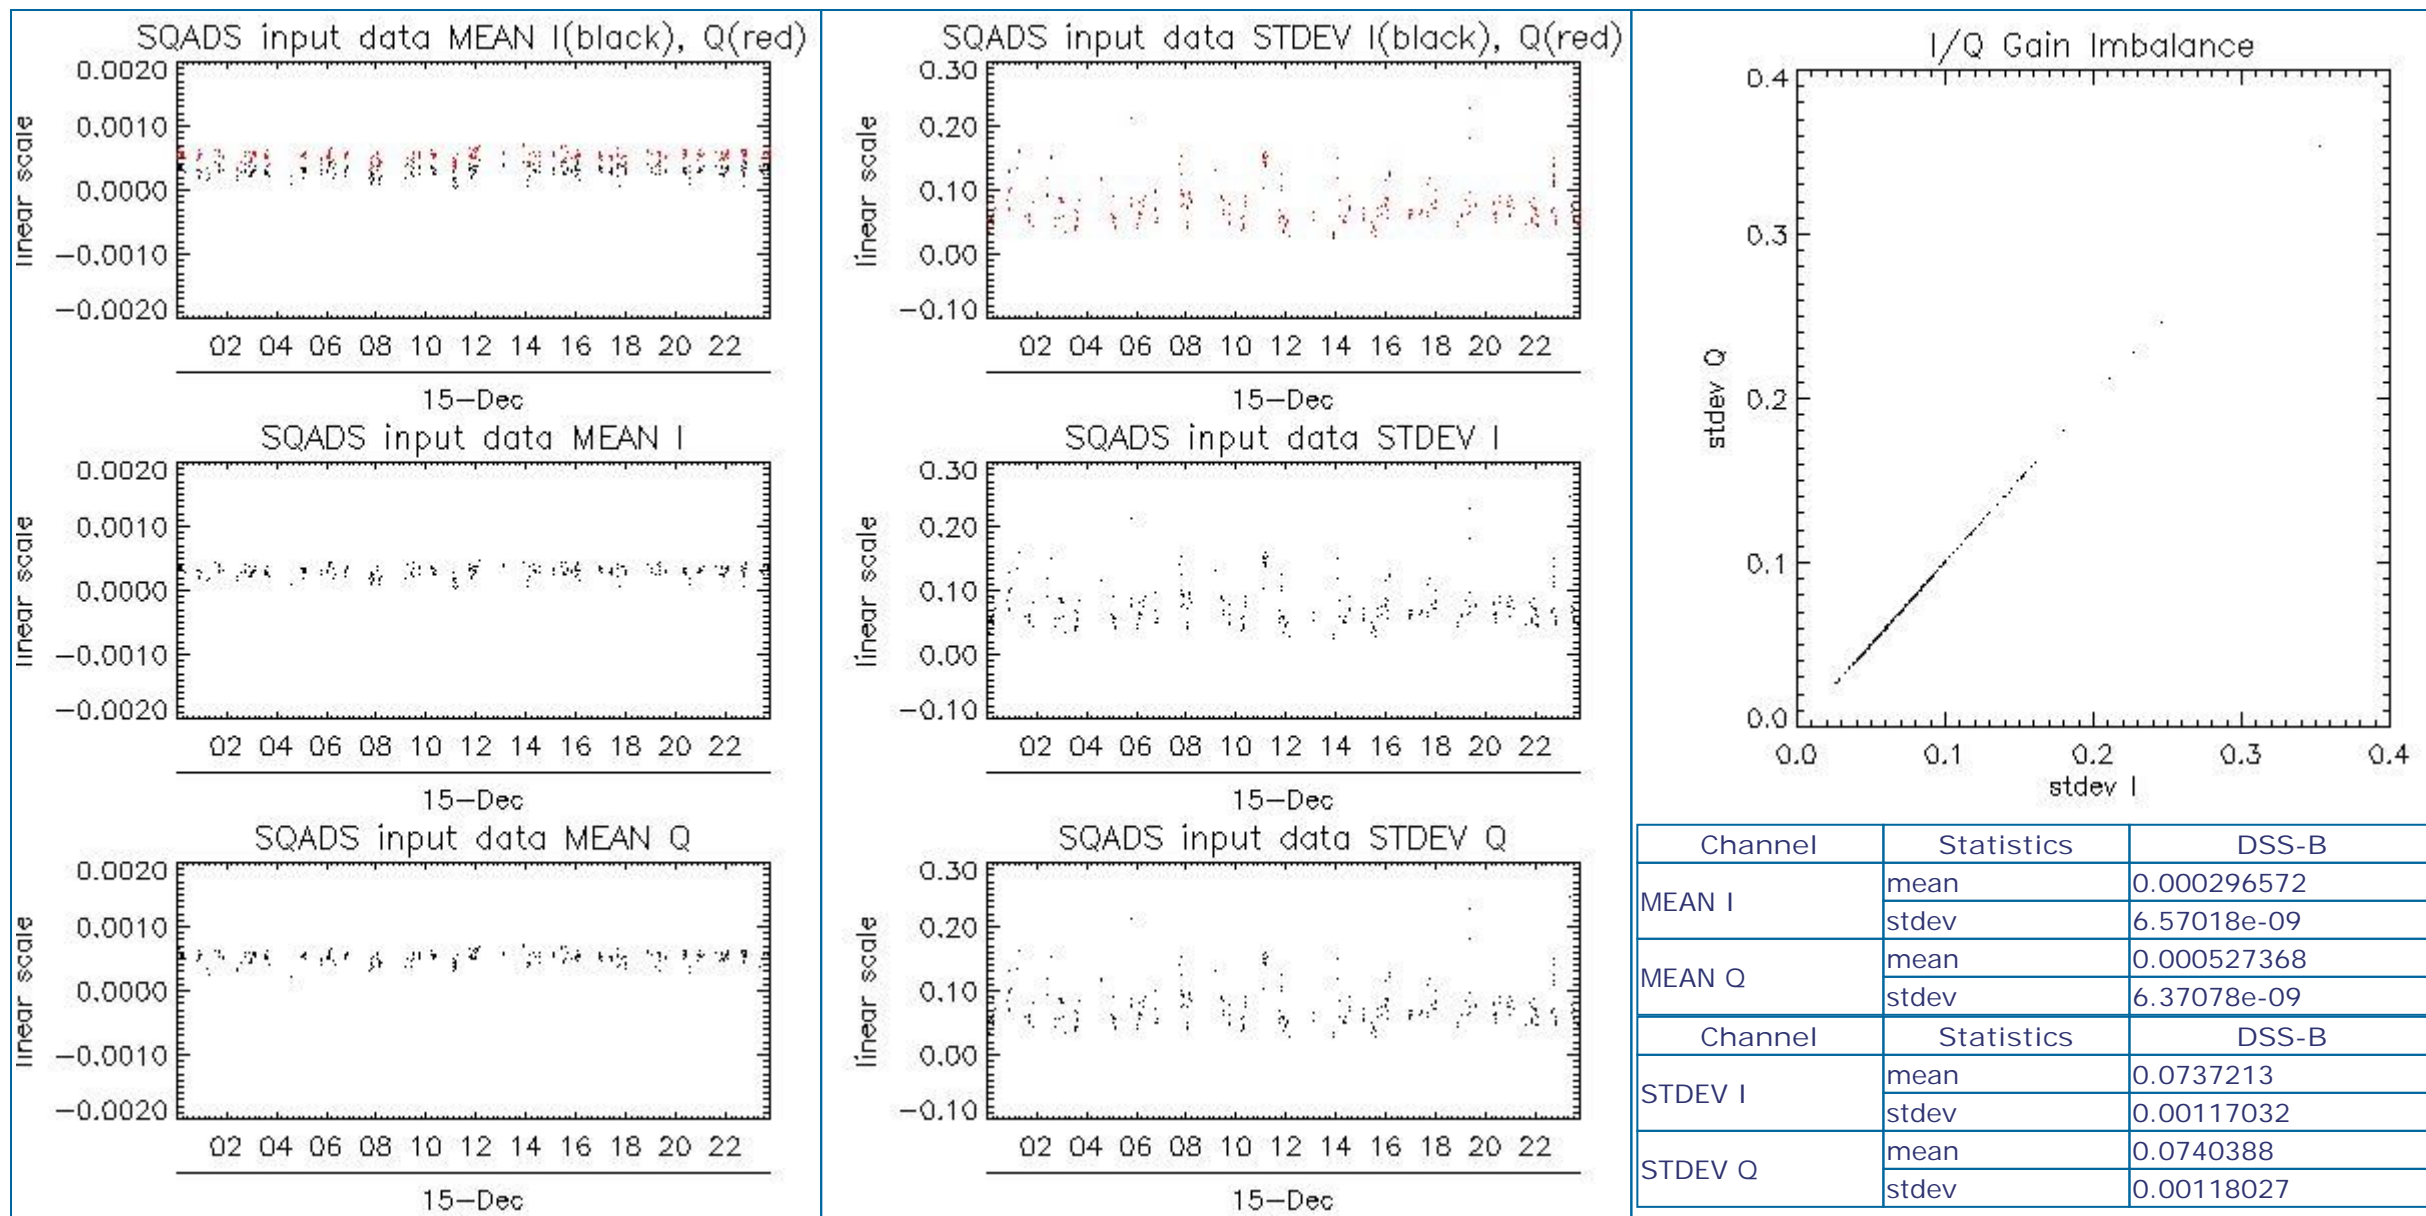 SQADS input data MEAN I(black), Q(red)
linear scale
0.0020
0.0010
0.0000
−0.0010
−0.0020
02 04 06 08 10 12 14 16 18 20 22
15−Dec
SQADS input data MEAN I
linear scale
0.0020
0.0010
0.0000
−0.0010
−0.0020
02 04 06 08 10 12 14 16 18 20 22
15−Dec
SQADS input data MEAN Q
linear scale
0.0020
0.0010
0.0000
−0.0010
−0.0020
02 04 06 08 10 12 14 16 18 20 22
15−Dec
SQADS input data STDEV I(black), Q(red)
linear scale
0.30
0.20
0.10
0.00
−0.10
02 04 06 08 10 12 14 16 18 20 22
15−Dec
SQADS input data STDEV I
linear scale
0.30
0.20
0.10
0.00
−0.10
02 04 06 08 10 12 14 16 18 20 22
15−Dec
SQADS input data STDEV Q
linear scale
0.30
0.20
0.10
0.00
−0.10
02 04 06 08 10 12 14 16 18 20 22
15−Dec
I/Q Gain Imbalance
stdev Q
0.4
0.3
0.2
0.1
0.0
0.0 0.1 0.2 0.3 0.4
stdev I
Channel Statistics DSS-B
MEAN I
mean 0.000296572
stdev 6.57018e-09
MEAN Q
mean 0.000527368
stdev 6.37078e-09
Channel Statistics DSS-B
STDEV I
mean 0.0737213
stdev 0.00117032
STDEV Q
mean 0.0740388
stdev 0.00118027